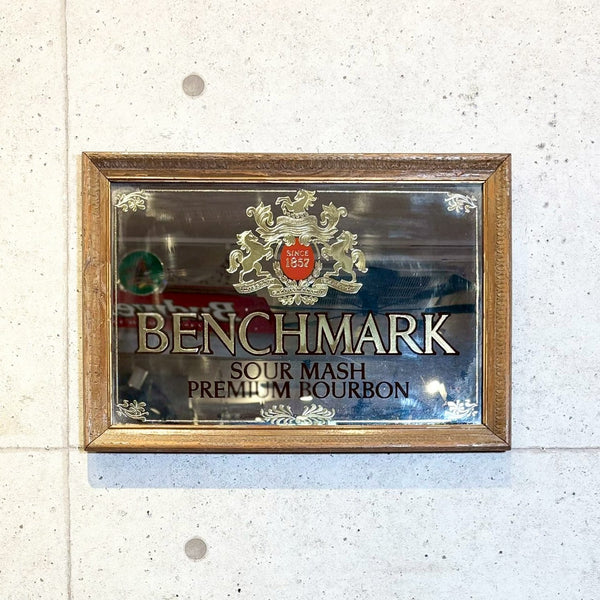 SINCE
1857
BENCHMARK
SOUR MASH
PREMIUM BOURBON